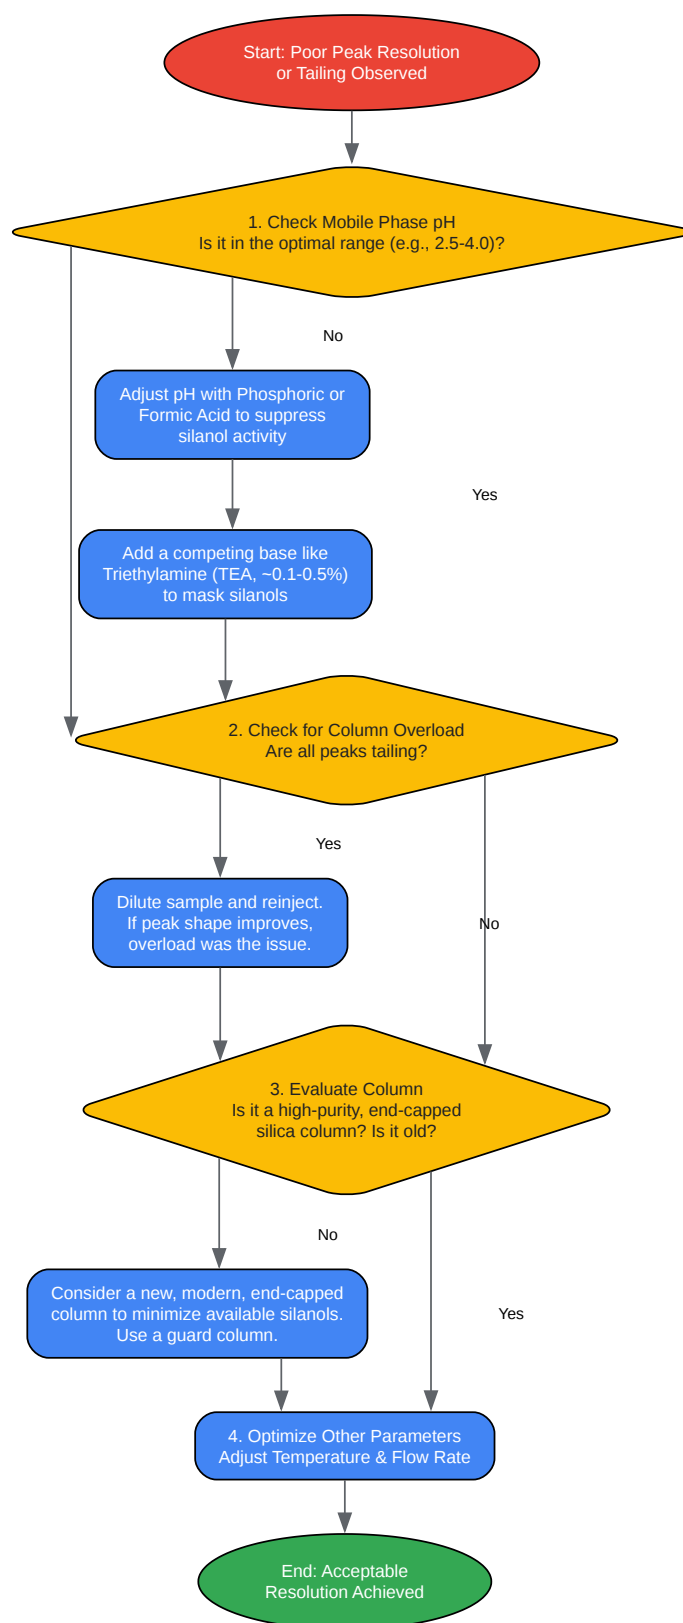 Start: Poor Peak Resolution
or Tailing Observed
1. Check Mobile Phase pH
Is it in the optimal range (e.g., 2.5-4.0)?
No
Adjust pH with Phosphoric or
Formic Acid to suppress
silanol activity
Yes
Add a competing base like
Triethylamine (TEA, ~0.1-0.5%)
to mask silanols
2. Check for Column Overload
Are all peaks tailing?
Yes
Dilute sample and reinject.
If peak shape improves,
overload was the issue.
No
3. Evaluate Column
Is it a high-purity, end-capped
silica column? Is it old?
No
Consider a new, modern, end-capped
column to minimize available silanols.
Use a guard column.
Yes
4. Optimize Other Parameters
Adjust Temperature & Flow Rate
End: Acceptable
Resolution Achieved